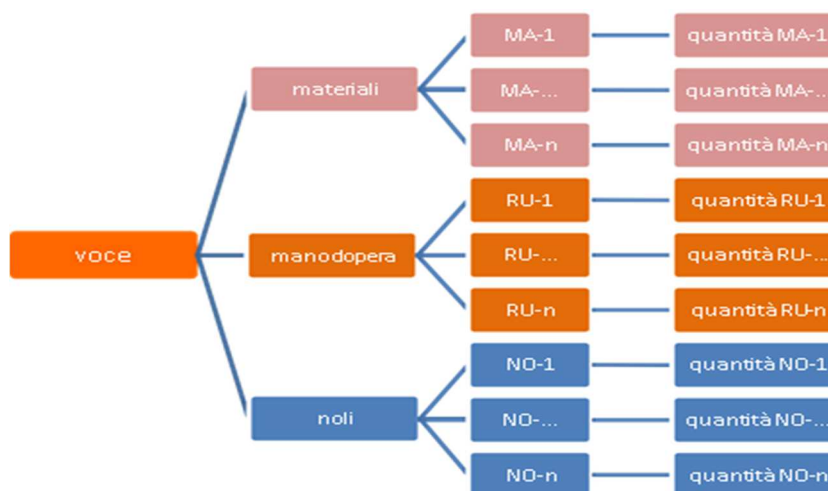 MA-1
quantità MA-1
materiali
MA-...
quantità MA-...
MA-n
quantità MA-n
RU-1
quantità RU-1
voce
manodopera
RU-...
quantità RU-...
RU-n
quantità RU-n
NO-1
quantità NO-1
noli
NO-...
quantità NO-...
NO-n
quantità NO-n